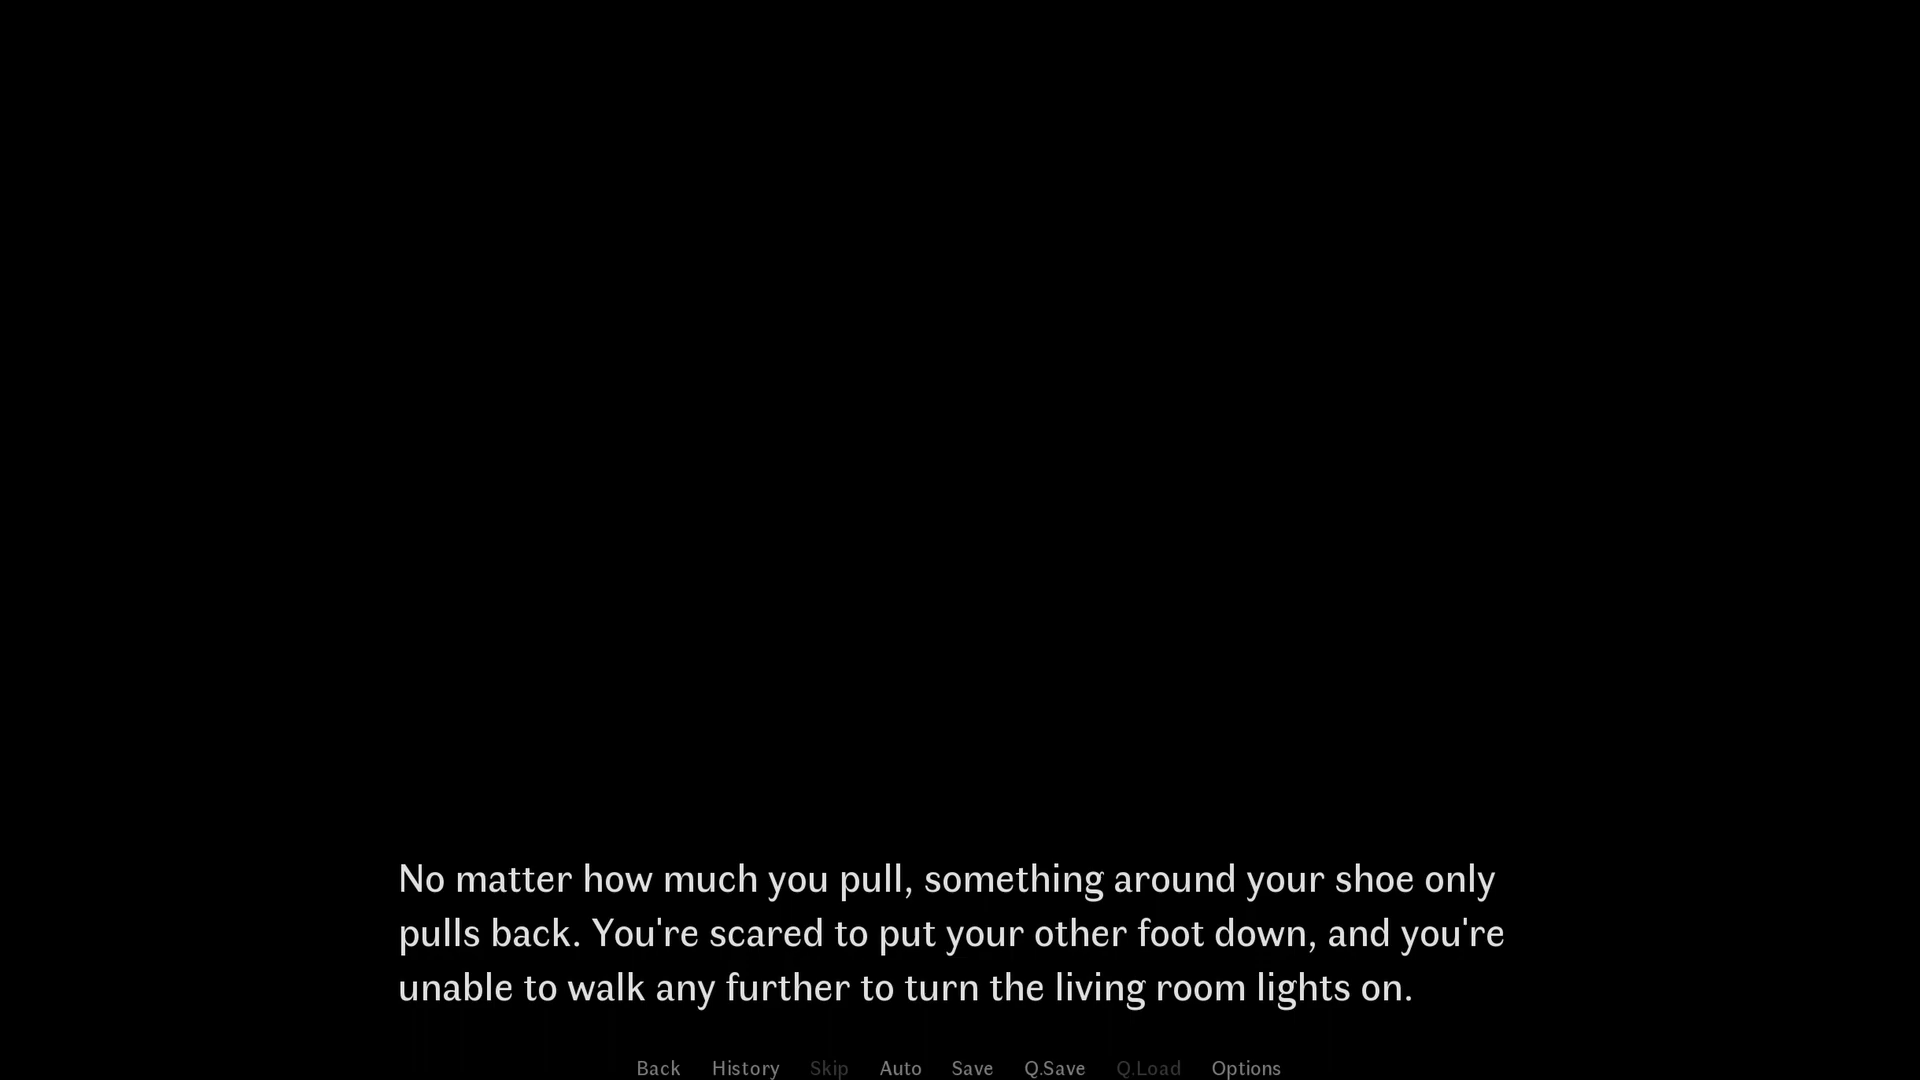 No matter how much you pull, something around your shoe only
pulls back. You're scared to put your other foot down, and you're
unable to walk any further to turn the living room lights on.
Back History Skip Auto Save Q.Save Q.Load Options